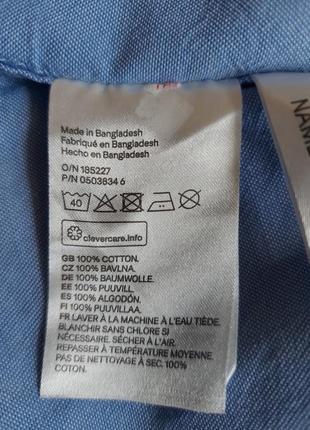 Made in Bangladesh
Fabriqué en Bangladesh
Hecho en Bangladesh
O/N 185227
P/N 0503834 6
40
clevercare.info
GB 100% COTTON.
CZ 100% BAVLNA.
DE 100% BAUMWOLLE.
EE 100% PUUVILL.
ES 100% ALGODÓN.
FI 100% PUUVILLAA.
FR LAVER À LA MACHINE À L'EAU TIÈDE.
BLANCHIR SANS CHLORE SI
NÉCESSAIRE. SÉCHER À L'AIR.
REPASSER À TEMPÉRATURE MOYENNE.
PAS DE NETTOYAGE À SEC. 100%
COTON.